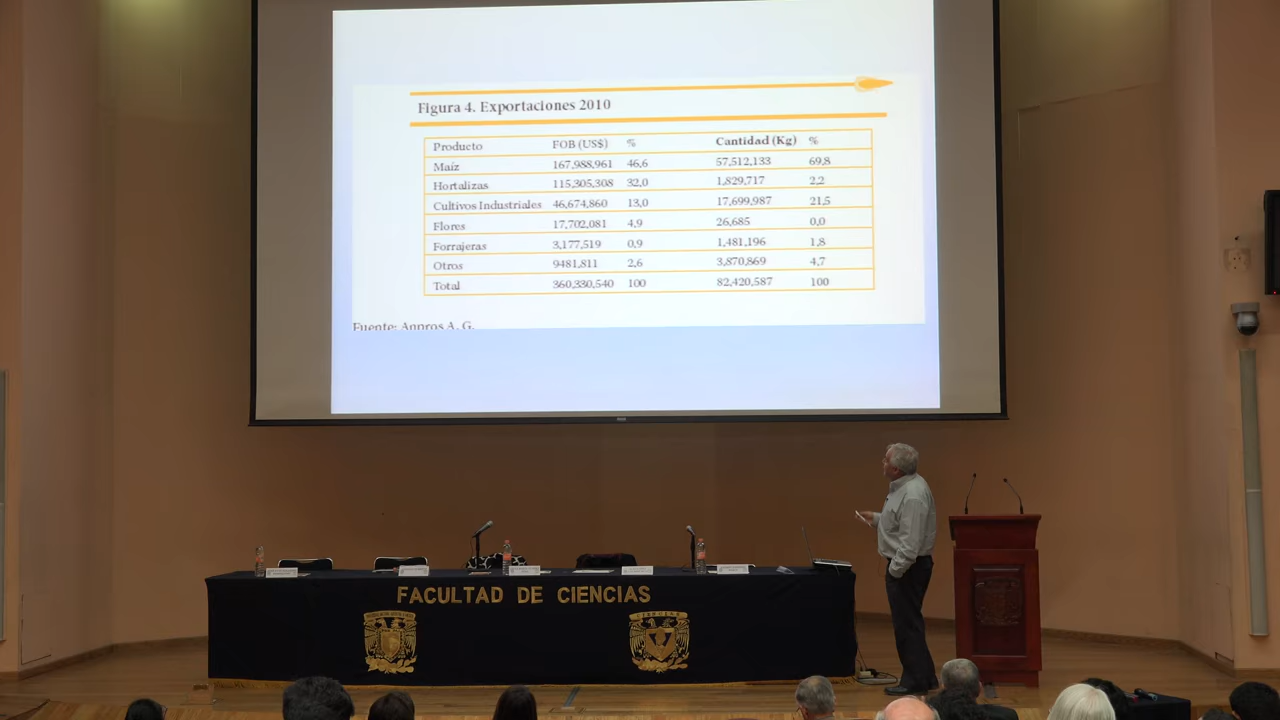 Figura 4. Exportaciones 2010
Producto FOB (US$) % Cantidad (Kg) %
Maíz 167,988,961 46,6 57,512,133 69,8
Hortalizas 115,305,308 32,0 1,829,717 2,2
Cultivos Industriales 46,674,860 13,0 17,699,987 21,5
Flores 17,702,081 4,9 26,685 0,0
Forrajeras 3,177,519 0,9 1,481,196 1,8
Otros 9481,811 2,6 3,870,869 4,7
Total 360,330,540 100 82,420,587 100
Fuente: Anpros A. G.
FACULTAD DE CIENCIAS